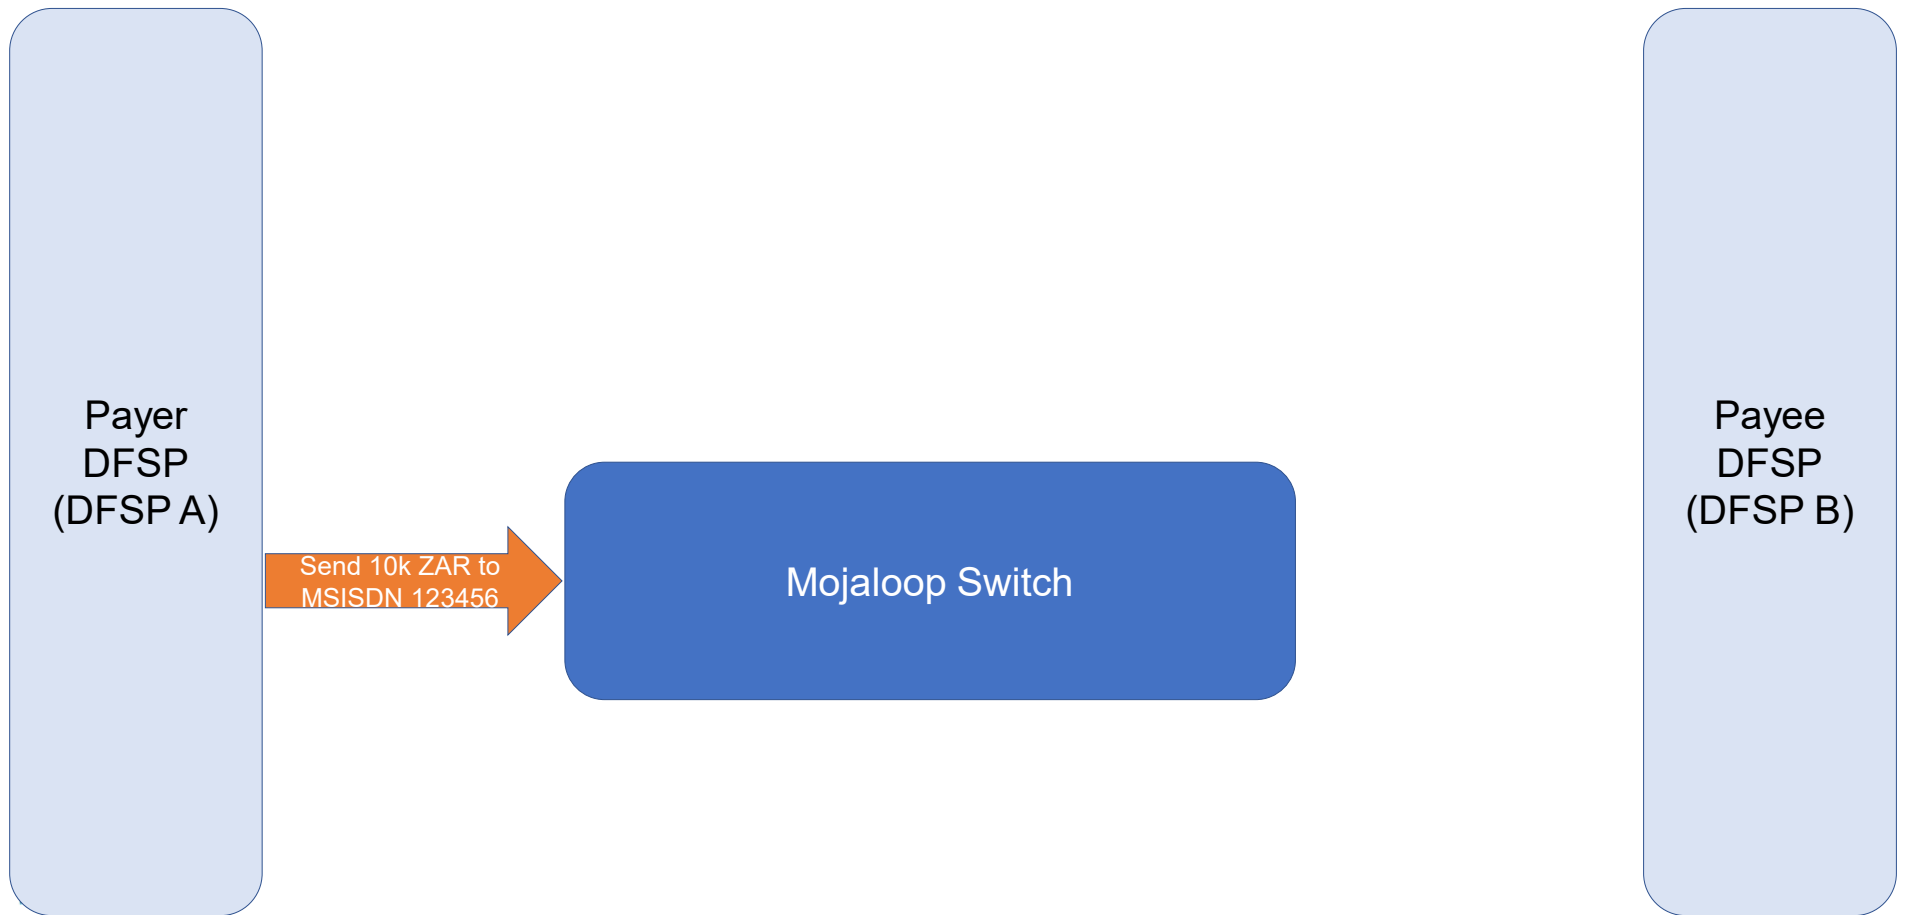 Payer
DFSP
(DFSP A)
Send 10k ZAR to
MSISDN 123456
Mojaloop Switch
Payee
DFSP
(DFSP B)